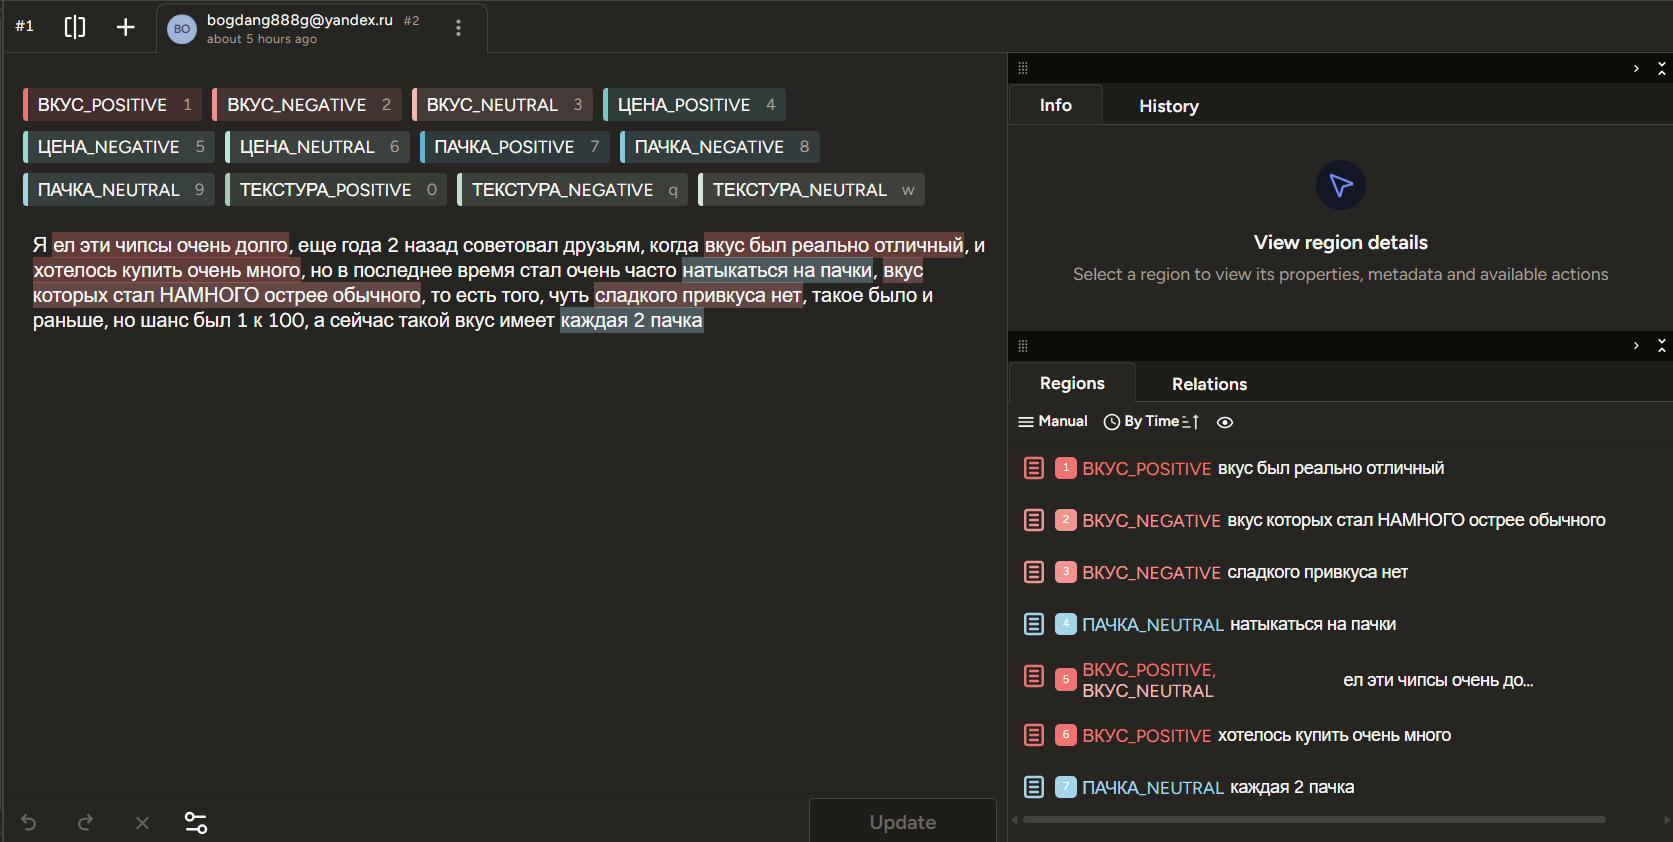 #1
BO
bogdang888g@yandex.ru #2
about 5 hours ago
ВКУС_POSITIVE 1
ВКУС_NEGATIVE 2
ВКУС_NEUTRAL 3
ЦЕНА_POSITIVE 4
ЦЕНА_NEGATIVE 5
ЦЕНА_NEUTRAL 6
ПАЧКА_POSITIVE 7
ПАЧКА_NEGATIVE 8
ПАЧКА_NEUTRAL 9
ТЕКСТУРА_POSITIVE 0
ТЕКСТУРА_NEGATIVE q
ТЕКСТУРА_NEUTRAL w
Я ел эти чипсы очень долго, еще года 2 назад советовал друзьям, когда вкус был реально отличный, и
хотелось купить очень много, но в последнее время стал очень часто натыкаться на пачки, вкус
которых стал НАМНОГО острее обычного, то есть того, чуть сладкого привкуса нет, такое было и
раньше, но шанс был 1 к 100, а сейчас такой вкус имеет каждая 2 пачка
Update
Info
History
View region details
Select a region to view its properties, metadata and available actions
Regions
Relations
Manual
By Time
1 ВКУС_POSITIVE вкус был реально отличный
2 ВКУС_NEGATIVE вкус которых стал НАМНОГО острее обычного
3 ВКУС_NEGATIVE сладкого привкуса нет
4 ПАЧКА_NEUTRAL натыкаться на пачки
5 ВКУС_POSITIVE,
ВКУС_NEUTRAL
ел эти чипсы очень до...
6 ВКУС_POSITIVE хотелось купить очень много
7 ПАЧКА_NEUTRAL каждая 2 пачка